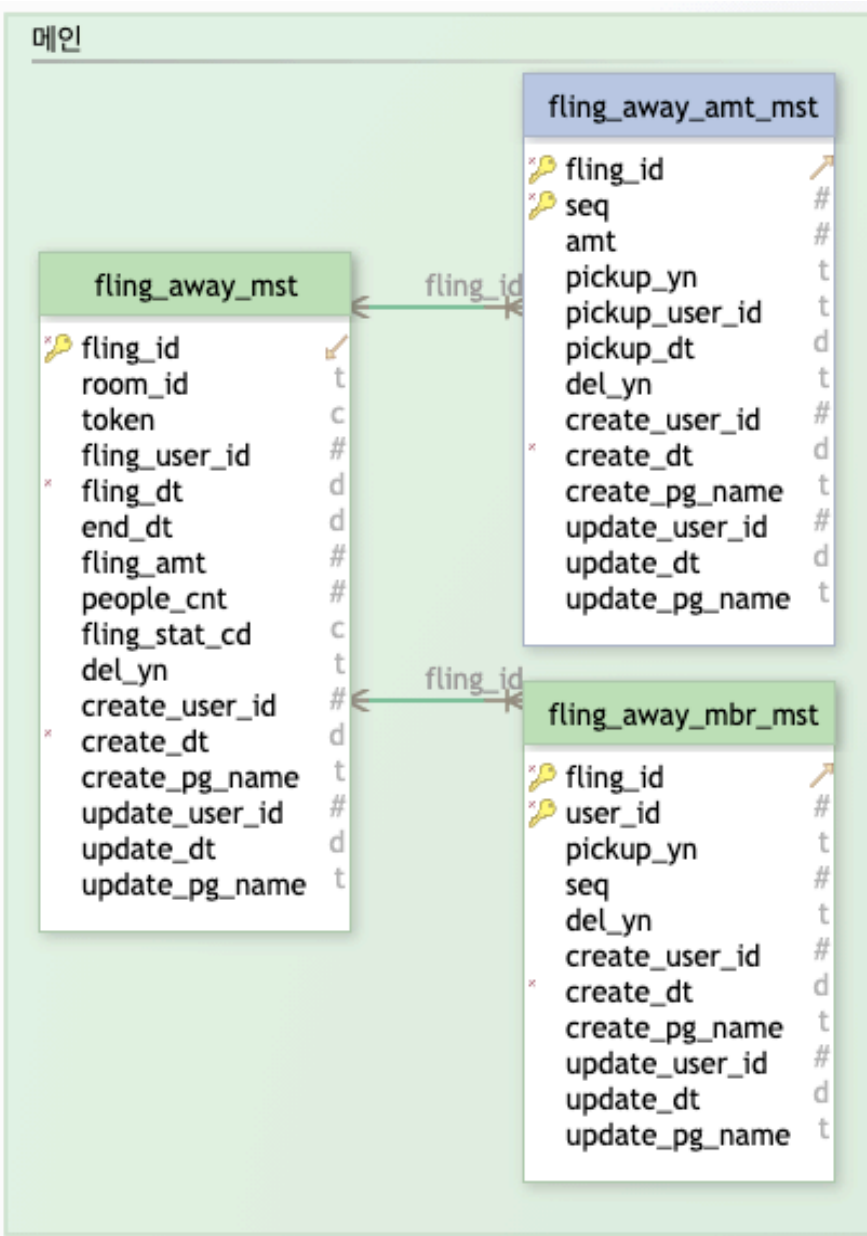 메인
fling_away_amt_mst
fling_id
seq #
amt #
pickup_yn t
pickup_user_id t
pickup_dt d
del_yn t
create_user_id #
create_dt d
create_pg_name t
update_user_id #
update_dt d
update_pg_name t
fling_away_mst
fling_id
room_id t
token c
fling_user_id #
fling_dt d
end_dt d
fling_amt #
people_cnt #
fling_stat_cd c
del_yn t
create_user_id #
create_dt d
create_pg_name t
update_user_id #
update_dt d
update_pg_name t
fling_id
fling_id
fling_away_mbr_mst
fling_id
user_id #
pickup_yn t
seq #
del_yn t
create_user_id #
create_dt d
create_pg_name t
update_user_id #
update_dt d
update_pg_name t